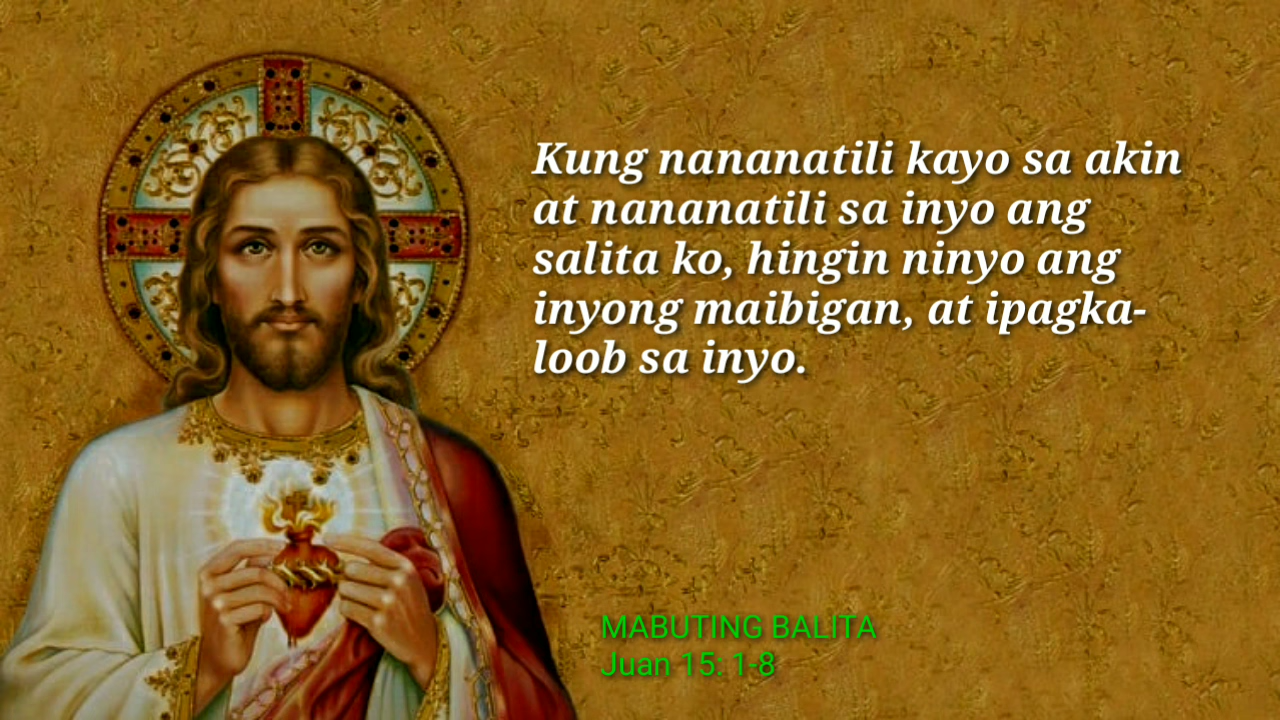 Kung nananatili kayo sa akin
at nananatili sa inyo ang
salita ko, hingin ninyo ang
inyong maibigan, at ipagka-
loob sa inyo.
MABUTING BALITA
Juan 15: 1-8